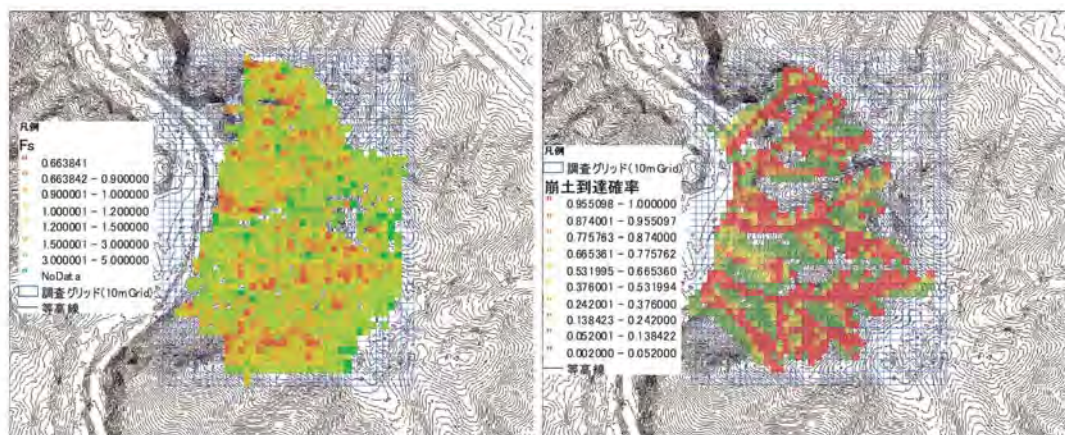 凡例
Fs
0.663841
0.663842 - 0.900000
0.900001 - 1.000000
1.000001 - 1.200000
1.200001 - 1.500000
1.500001 - 3.000000
3.000001 - 5.000000
NoData
調査グリッド(10mGrid)
等高線
凡例
調査グリッド(10mGrid)
崩土到達確率
0.955098 - 1.000000
0.874001 - 0.955097
0.775763 - 0.874000
0.665361 - 0.775762
0.531995 - 0.665360
0.376001 - 0.531994
0.242001 - 0.376000
0.138423 - 0.242000
0.052001 - 0.138422
0.002000 - 0.052000
等高線